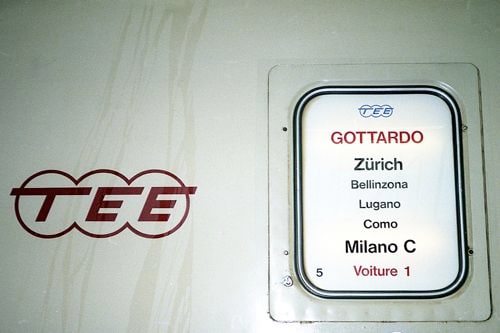 TEE
TEE
GOTTARDO
Zürich
Bellinzona
Lugano
Como
Milano C
5 Voiture 1